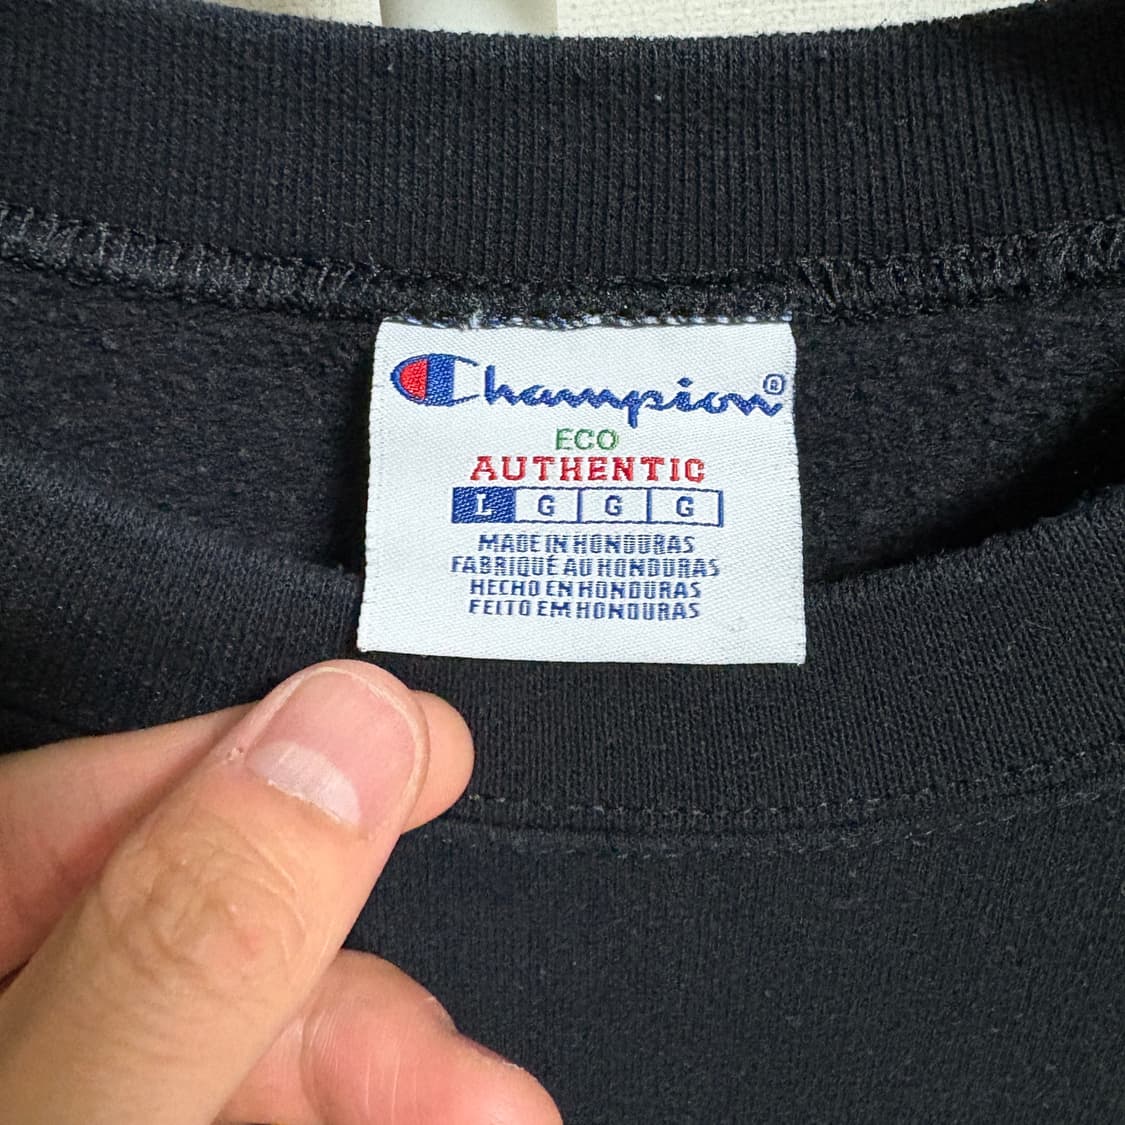 Champion®
ECO
AUTHENTIC
L G G G
MADE IN HONDURAS
FABRIQUÉ AU HONDURAS
HECHO EN HONDURAS
FEITO EM HONDURAS